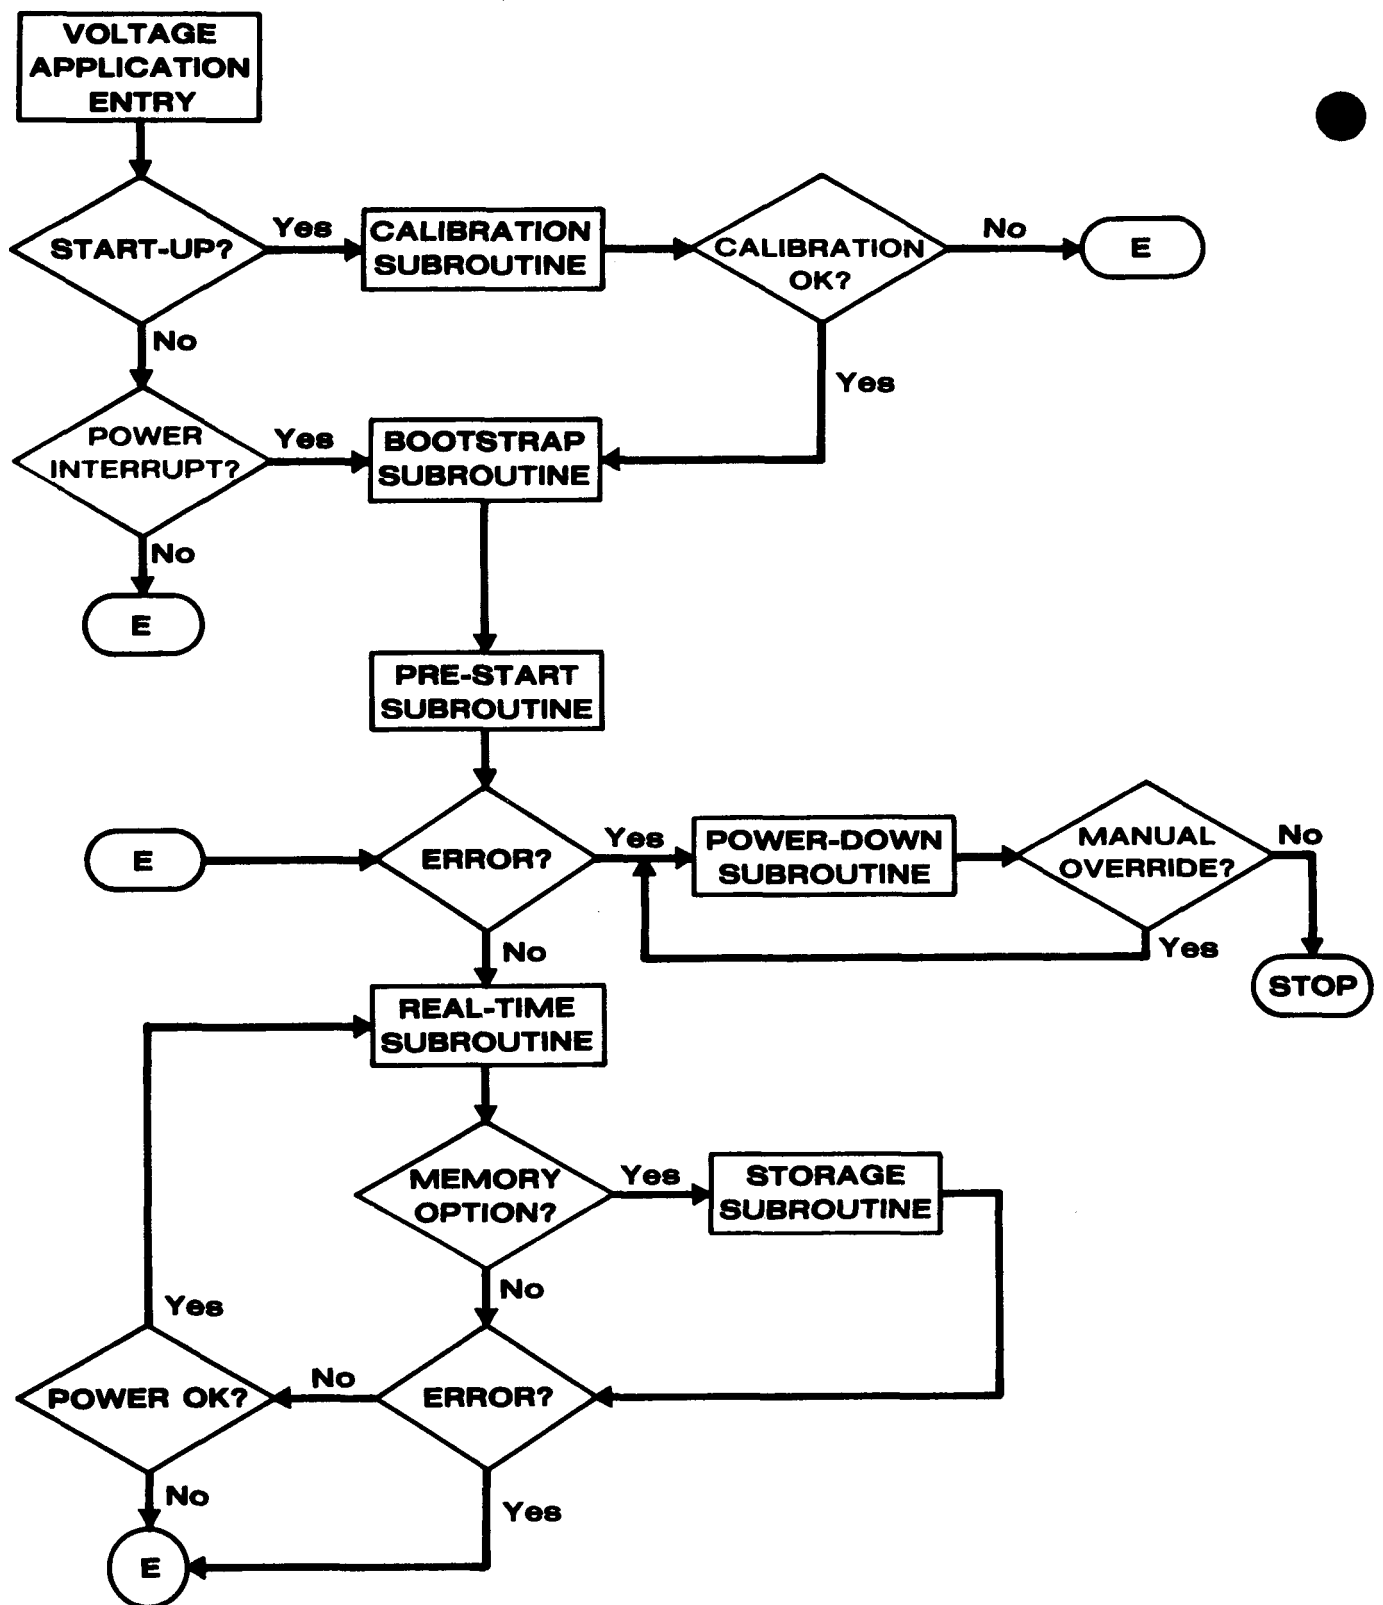 VOLTAGE
APPLICATION
ENTRY
START-UP?
Yes
CALIBRATION
SUBROUTINE
CALIBRATION
OK?
No
E
No
Yes
POWER
INTERRUPT?
Yes
BOOTSTRAP
SUBROUTINE
No
E
PRE-START
SUBROUTINE
E
ERROR?
Yes
POWER-DOWN
SUBROUTINE
MANUAL
OVERRIDE?
No
No
Yes
STOP
REAL-TIME
SUBROUTINE
MEMORY
OPTION?
Yes
STORAGE
SUBROUTINE
No
Yes
POWER OK?
No
ERROR?
No
Yes
E